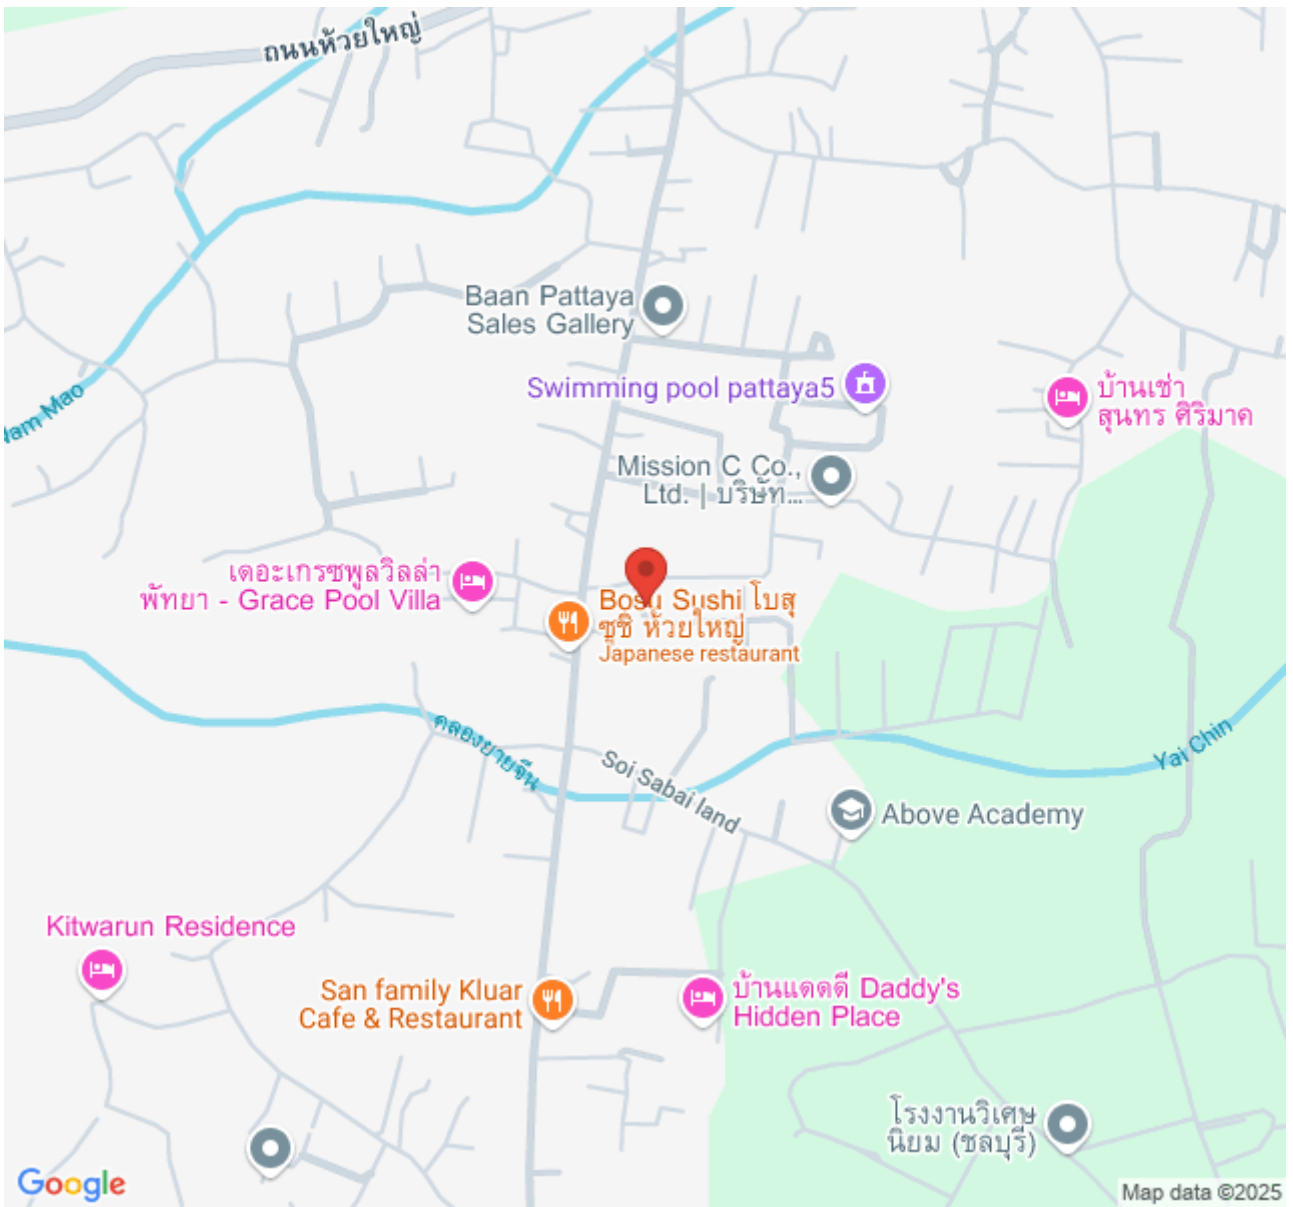 ถนนห้วยใหญ่
Baan Pattaya
Sales Gallery
Swimming pool pattaya5
บ้านเช่า
สุนทร ศิริมาด
Nam Mao
Mission C Co.,
Ltd. | บริษัท...
เดอะเกรซพูลวิลล่า
พัทยา - Grace Pool Villa
Bosu Sushi โบสุ
ซูชิ ห้วยใหญ่
Japanese restaurant
คลองยายจีน
Soi Sabai land
Yai Chin
Above Academy
Kitwarun Residence
San family Kluar
Cafe & Restaurant
บ้านแดดดี Daddy's
Hidden Place
โรงงานวิเศษ
นิยม (ชลบุรี)
Google
Map data ©2025